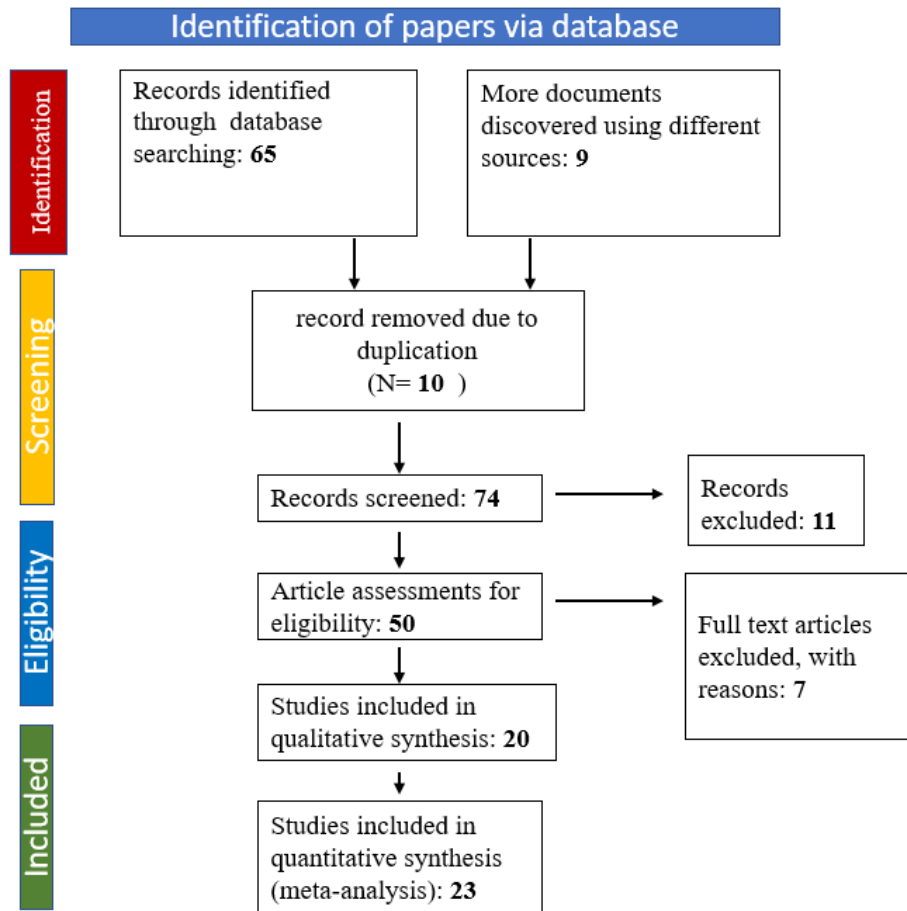 Identification of papers via database
Identification
Records identified
through database
searching: 65
More documents
discovered using different
sources: 9
Screening
record removed due to
duplication
(N= 10 )
Records screened: 74
Records
excluded: 11
Eligibility
Article assessments for
eligibility: 50
Full text articles
excluded, with
reasons: 7
Studies included in
qualitative synthesis: 20
Included
Studies included in
quantitative synthesis
(meta-analysis): 23